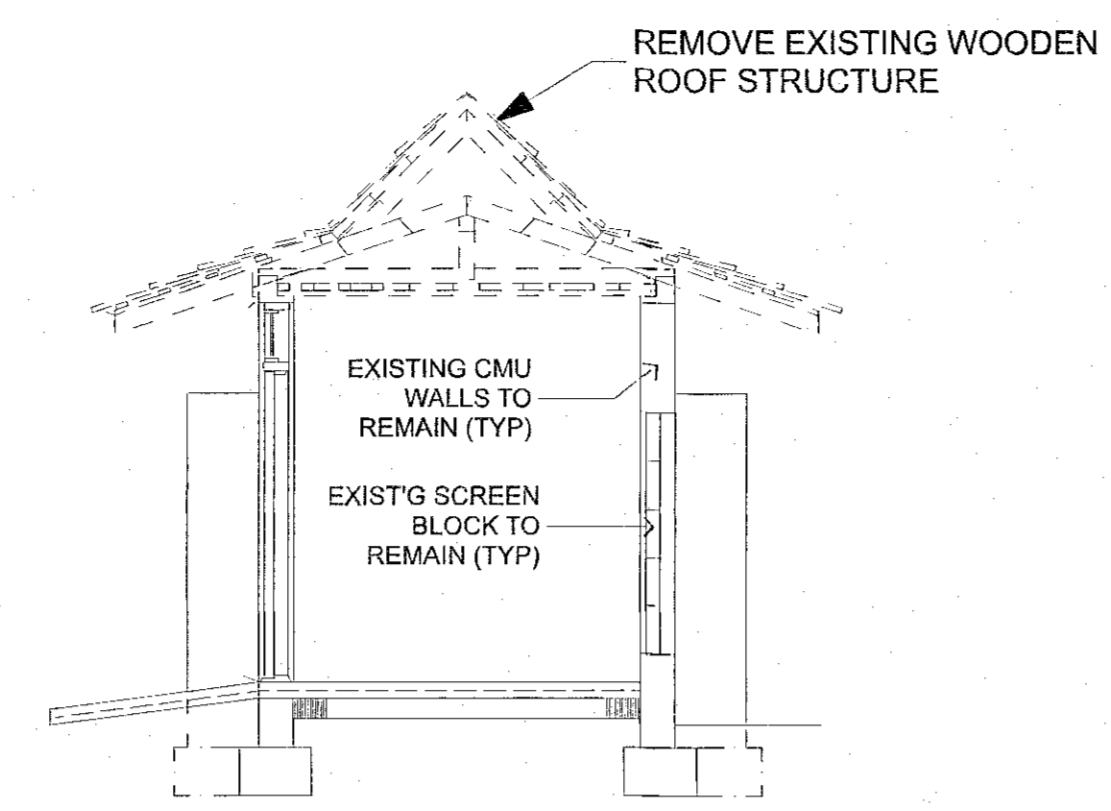 REMOVE EXISTING WOODEN
ROOF STRUCTURE
EXISTING CMU
WALLS TO
REMAIN (TYP)
EXIST'G SCREEN
BLOCK TO
REMAIN (TYP)